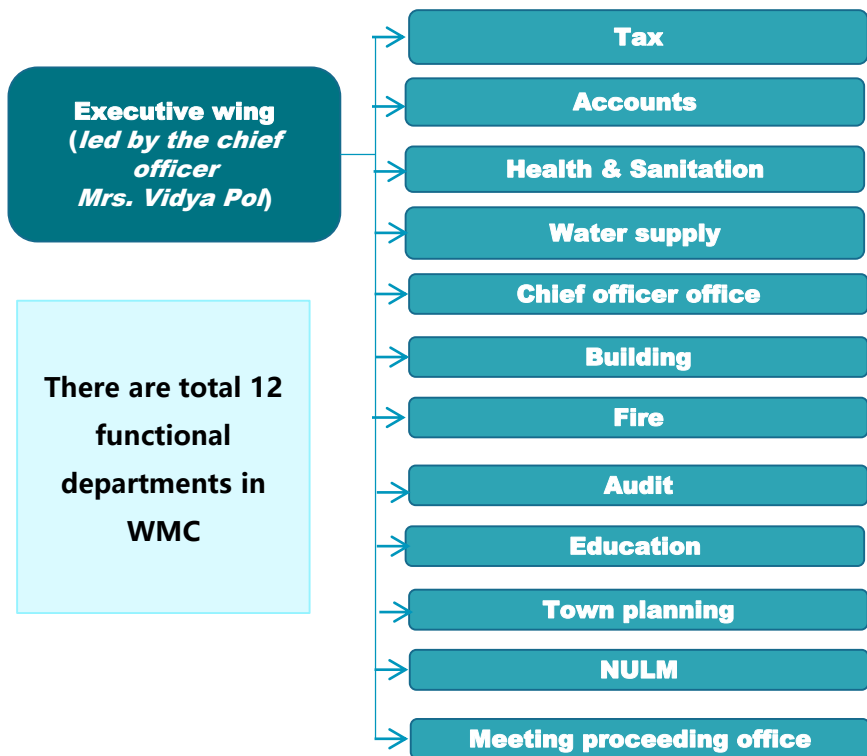 Executive wing
(led by the chief
officer
Mrs. Vidya Pol)
There are total 12
functional
departments in
WMC
Tax
Accounts
Health & Sanitation
Water supply
Chief officer office
Building
Fire
Audit
Education
Town planning
NULM
Meeting proceeding office